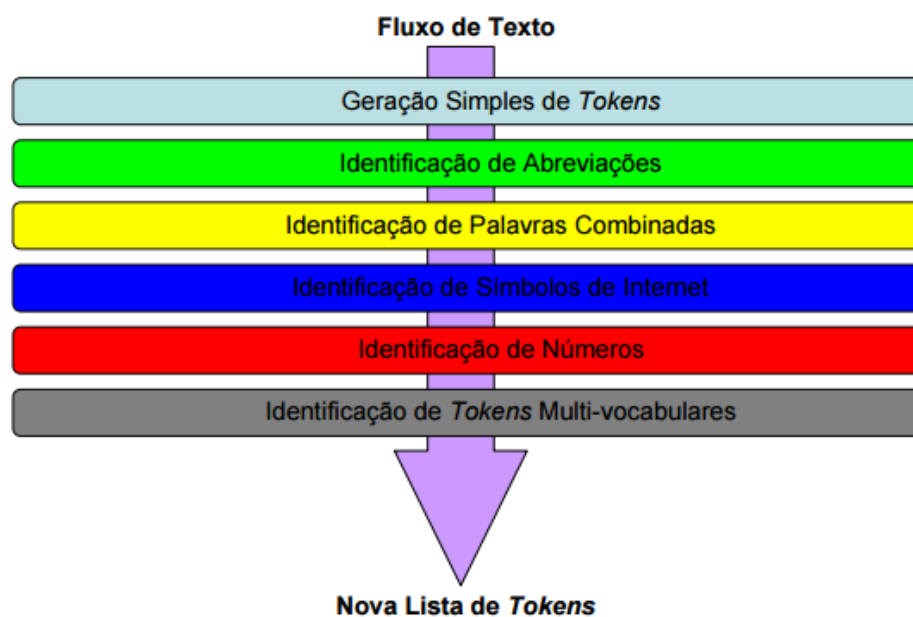 Fluxo de Texto
Geração Simples de Tokens
Identificação de Abreviações
Identificação de Palavras Combinadas
Identificação de Símbolos de Internet
Identificação de Números
Identificação de Tokens Multi-vocabulares
Nova Lista de Tokens